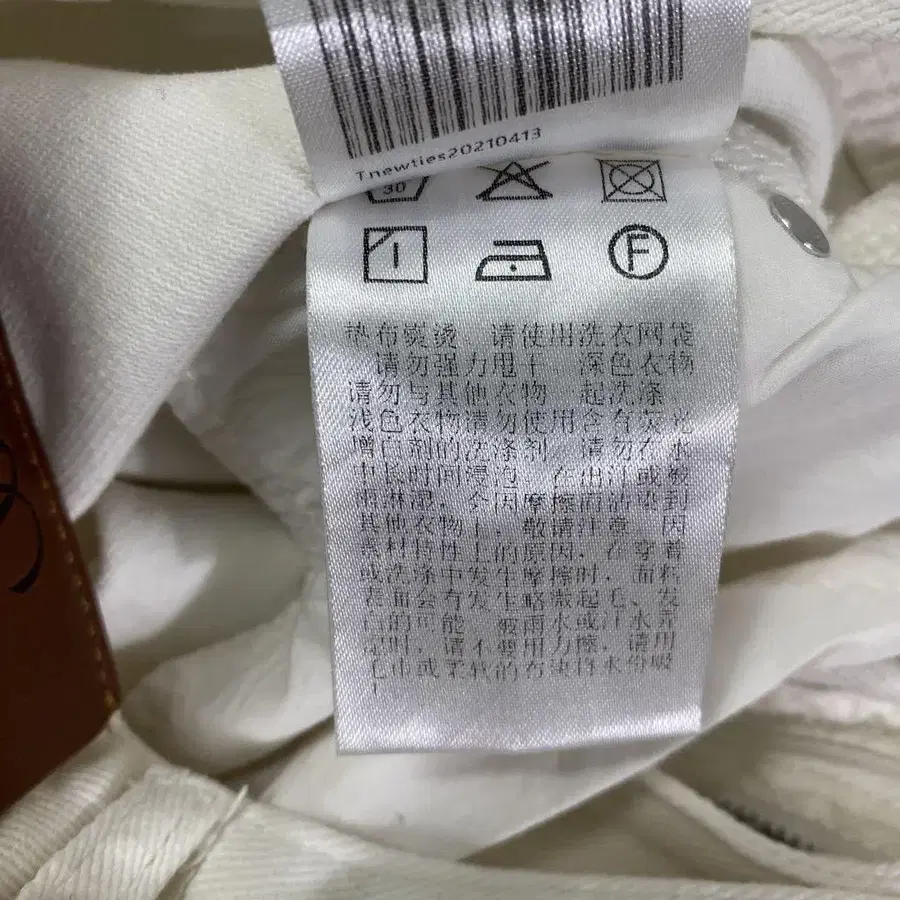 Tnewties20210413
30
F
垫布熨烫、请使用洗衣网袋
请勿强力甩干、深色衣物
请勿与其他衣物一起洗涤
浅色衣物请勿使用含有荧光
增白剂的洗涤剂、请勿在水
中长时间浸泡、在出汗或被
雨淋湿，会因摩擦而沾染到
其他衣物上，敬请注意、因
素材特性上的原因，在穿着
或洗涤中发生摩擦时，面料
表面会有发生略微起毛、发
白的可能、被雨水或汗水弄
湿时，请不要用力擦，请用
毛巾或柔软的布块将水份吸